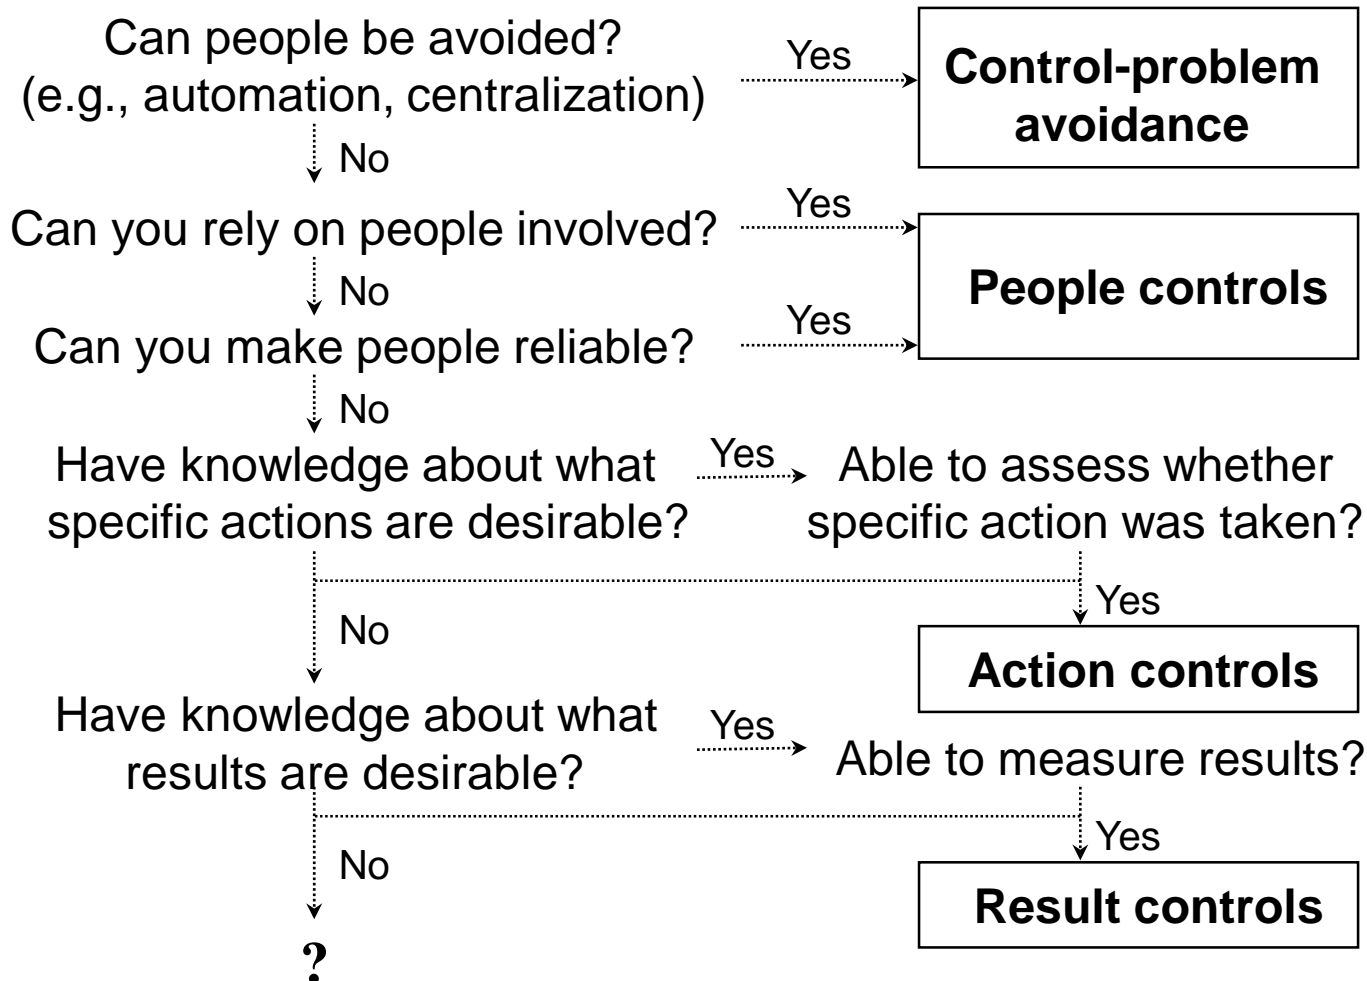 Can people be avoided?
(e.g., automation, centralization)
Yes
Control-problem
avoidance
No
Can you rely on people involved?
Yes
People controls
No
Can you make people reliable?
Yes
No
Have knowledge about what
specific actions are desirable?
Yes
Able to assess whether
specific action was taken?
Yes
Action controls
No
Have knowledge about what
results are desirable?
Yes
Able to measure results?
Yes
Result controls
No
?